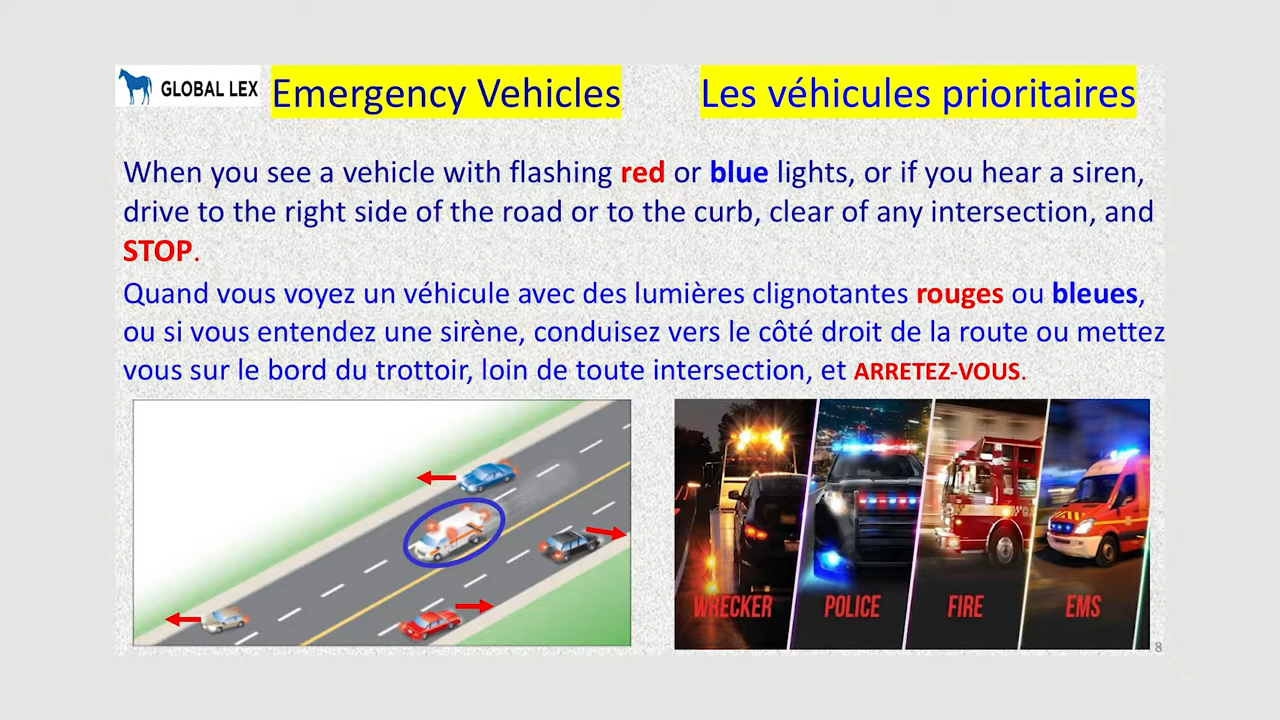 GLOBAL LEX
Emergency Vehicles
Les véhicules prioritaires
When you see a vehicle with flashing red or blue lights, or if you hear a siren,
drive to the right side of the road or to the curb, clear of any intersection, and
STOP.
Quand vous voyez un véhicule avec des lumières clignotantes rouges ou bleues,
ou si vous entendez une sirène, conduisez vers le côté droit de la route ou mettez
vous sur le bord du trottoir, loin de toute intersection, et ARRETEZ-VOUS.
WRECKER
POLICE
FIRE
EMS
8